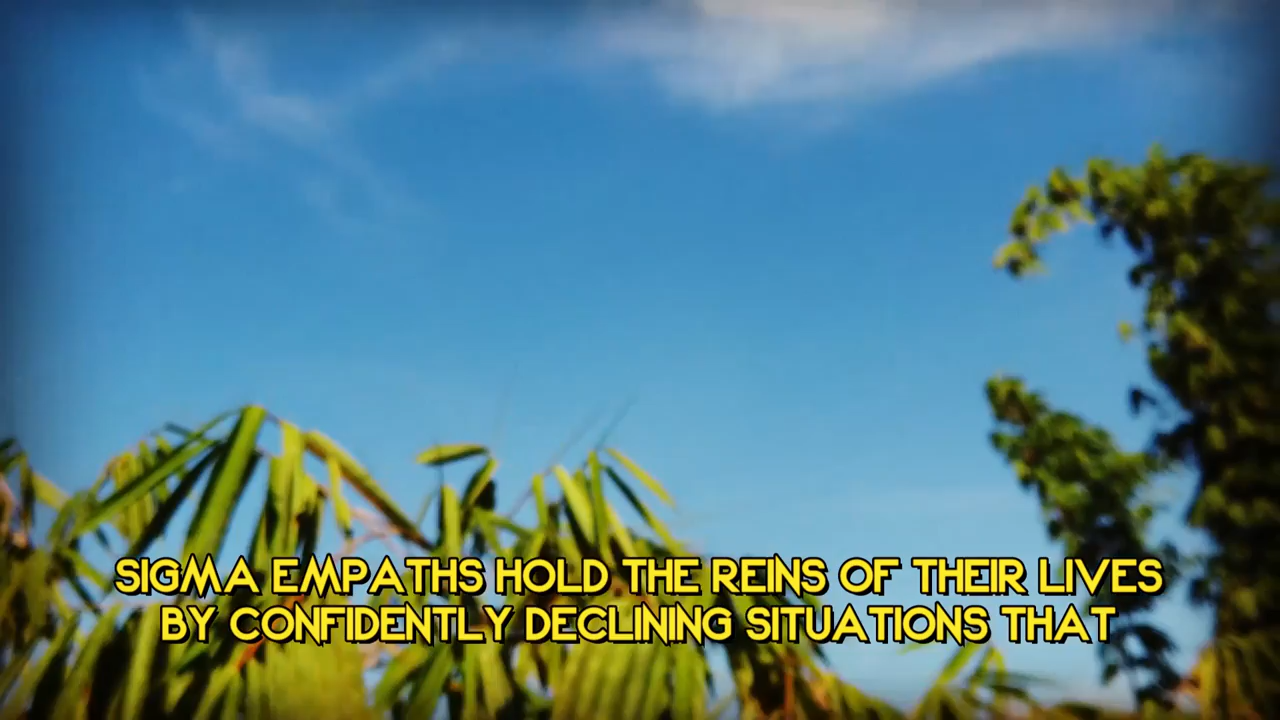 SIGMA EMPATHS HOLD THE REINS OF THEIR LIVES
BY CONFIDENTLY DECLINING SITUATIONS THAT